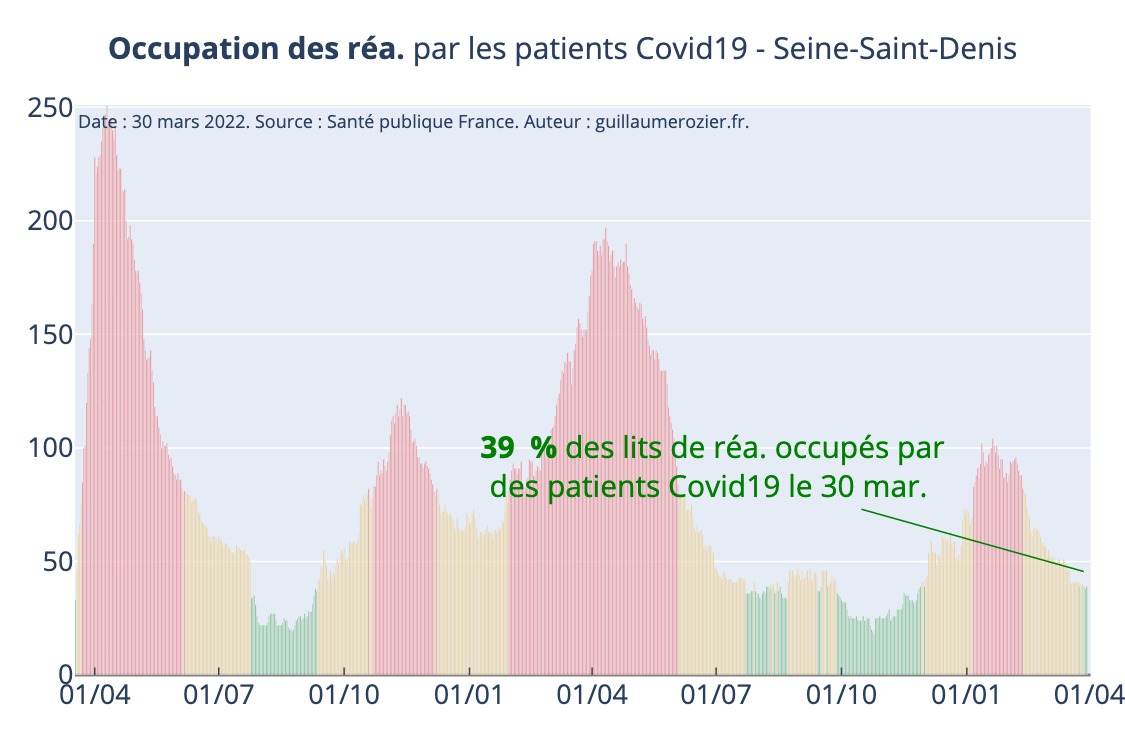 Occupation des réa. par les patients Covid19 - Seine-Saint-Denis
250
Date : 30 mars 2022. Source : Santé publique France. Auteur : guillaumerozier.fr.
200
150
100
39 % des lits de réa. occupés par
des patients Covid19 le 30 mar.
50
0
01/04 01/07 01/10 01/01 01/04 01/07 01/10 01/01 01/04